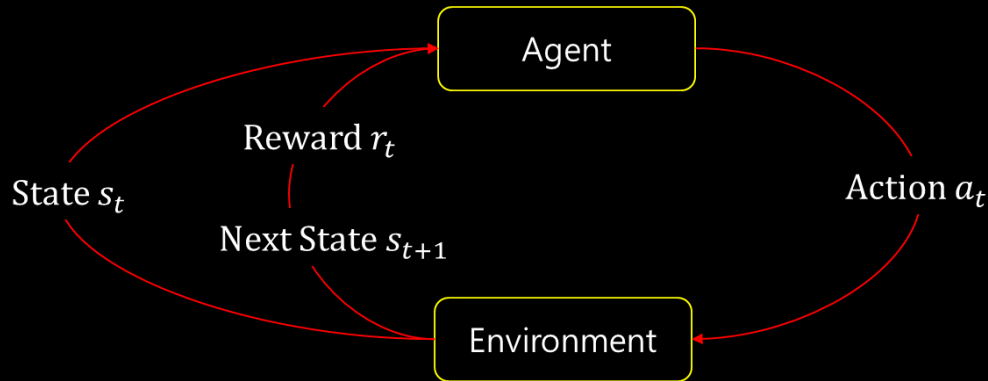 Agent
Reward r_t
State s_t
Action a_t
Next State s_{t+1}
Environment